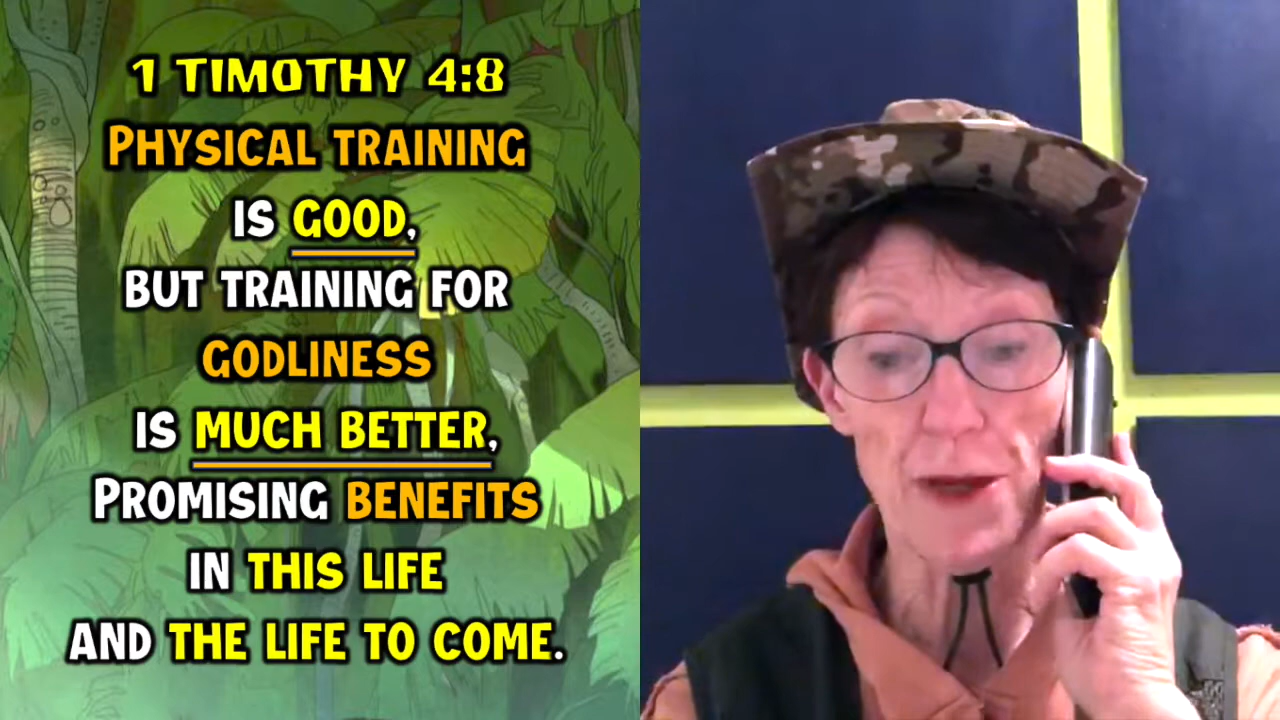 1 TIMOTHY 4:8
PHYSICAL TRAINING
IS GOOD,
BUT TRAINING FOR
GODLINESS
IS MUCH BETTER,
PROMISING BENEFITS
IN THIS LIFE
AND THE LIFE TO COME.